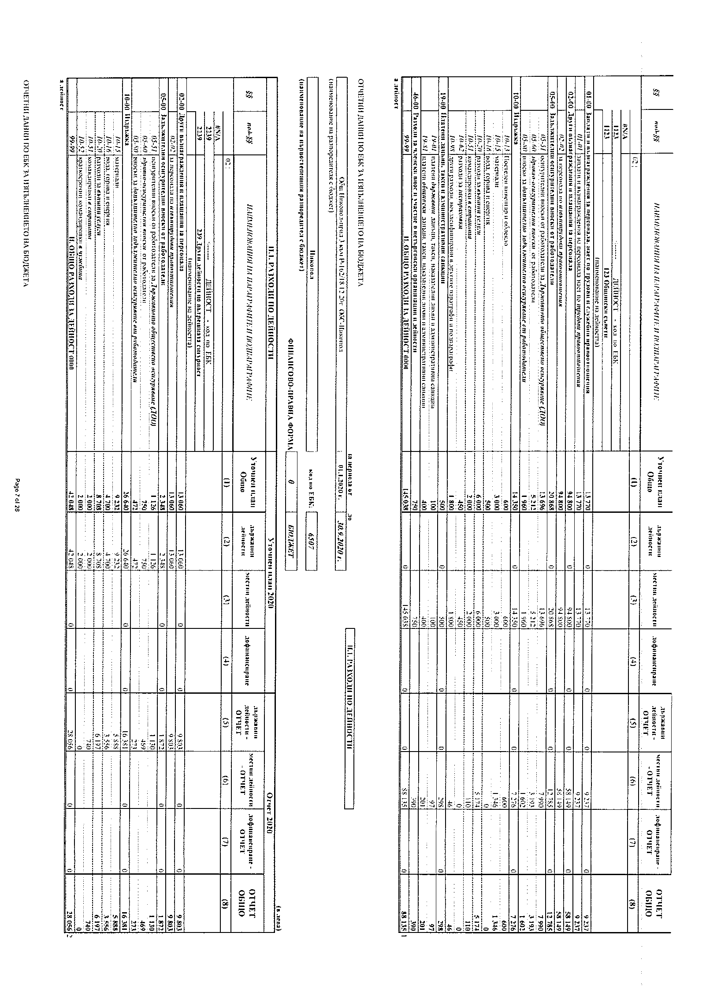 §§ под-§§ НАИМЕНОВАНИЯ НА ПАРАГРАФИТЕ И ПОДПАРАГРАФИТЕ Уточнен план Общо държавни дейности местни дейности дофинансиране държавни дейности - ОТЧЕТ местни дейности - ОТЧЕТ дофинансиране - ОТЧЕТ ОТЧЕТ ОБЩО
(1) (2) (3) (4) (5) (6) (7) (8)
#N/A
1123 ДЕЙНОСТ - код по ЕБК
1123 123 Общински съвети
(наименование на дейността)
01-00 Заплати и възнаграждения за персонала, нает по трудови и служебни правоотношения 13 770 0 13 770 0 0 9 237 0 9 237
01-01 заплати и възнаграждения на персонала нает по трудови правоотношения 13 770 13 770 9 237 9 237
02-00 Други възнаграждения и плащания за персонала 94 800 0 94 800 0 0 58 149 0 58 149
02-02 за персонала по извънтрудови правоотношения 94 800 94 800 58 149 58 149
05-00 Задължителни осигурителни вноски от работодатели 20 868 0 20 868 0 0 12 785 0 12 785
05-51 осигурителни вноски от работодатели за Държавното обществено осигуряване (ДОО) 13 696 13 696 7 990 7 990
05-60 здравно-осигурителни вноски от работодатели 5 212 5 212 3 193 3 193
05-80 вноски за допълнително задължително осигуряване от работодатели 1 960 1 960 1 602 1 602
10-00 Издръжка 14 350 0 14 350 0 0 7 276 0 7 276
10-13 Постелен инвентар и облекло 600 600 600 600
10-15 материали 3 000 3 000 1 346 1 346
10-16 вода, горива и енергия 500 500 0 0
10-20 разходи за външни услуги 6 000 6 000 5 174 5 174
10-51 командировки в страната 2 000 2 000 110 110
10-62 разходи за застраховки 450 450 0 0
10-98 други разходи, некласифицирани в другите параграфи и подпараграфи 1 800 1 800 46 46
19-00 Платени данъци, такси и административни санкции 500 0 500 0 0 298 0 298
19-01 платени държавни данъци, такси, наказателни лихви и административни санкции 100 100 97 97
19-81 платени общински данъци, такси, наказателни лихви и административни санкции 400 400 201 201
46-00 Разходи за членски внос и участие в нетърговски организации и дейности 750 750 390 390
99-99 II. ОБЩО РАЗХОДИ ЗА ДЕЙНОСТ 0000 145 038 0 145 038 0 0 88 135 0 88 135 1
а дейност
ОТЧЕТНИ ДАННИ ПО ЕБК ЗА ИЗПЪЛНЕНИЕТО НА БЮДЖЕТА
за периода от до
II.1. РАЗХОДИ ПО ДЕЙНОСТИ
Общ Никопол-прил 3 към Р-162/18 12 20г. ОбС-Никопол 01.1.2020 г. 30.9.2020 г.
(наименование на разпоредителя с бюджет)
Никопол код по ЕБК: 6507
(наименование на първостепенния разпоредител с бюджет)
ФИНАНСОВО-ПРАВНА ФОРМА 0 БЮДЖЕТ
(в лева)
II.1. РАЗХОДИ ПО ДЕЙНОСТИ Уточнен план 2020 Отчет 2020
§§ под-§§ НАИМЕНОВАНИЯ НА ПАРАГРАФИТЕ И ПОДПАРАГРАФИТЕ Уточнен план Общо държавни дейности местни дейности дофинансиране държавни дейности - ОТЧЕТ местни дейности - ОТЧЕТ дофинансиране - ОТЧЕТ ОТЧЕТ ОБЩО
(1) (2) (3) (4) (5) (6) (7) (8)
#N/A
2239 ДЕЙНОСТ - код по ЕБК
2239 239 Други дейности по вътрешната сигурност
(наименование на дейността)
02-00 Други възнаграждения и плащания за персонала 13 060 13 060 0 0 9 803 0 0 9 803
02-02 за персонала по извънтрудови правоотношения 13 060 13 060 9 803 9 803
05-00 Задължителни осигурителни вноски от работодатели 2 348 2 348 0 0 1 872 0 0 1 872
05-51 осигурителни вноски от работодатели за Държавното обществено осигуряване (ДОО) 1 126 1 126 1 130 1 130
05-60 здравно-осигурителни вноски от работодатели 750 750 469 469
05-80 вноски за допълнително задължително осигуряване от работодатели 472 472 273 273
10-00 Издръжка 26 640 26 640 0 0 16 381 0 0 16 381
10-15 материали 9 232 9 232 5 888 5 888
10-16 вода, горива и енергия 4 700 4 700 3 556 3 556
10-20 разходи за външни услуги 8 708 8 708 6 197 6 197
10-51 командировки в страната 2 000 2 000 740 740
10-52 краткосрочни командировки в чужбина 2 000 2 000 0 0
99-99 II. ОБЩО РАЗХОДИ ЗА ДЕЙНОСТ 0000 42 048 42 048 0 0 28 056 0 0 28 056 2
а дейност
ОТЧЕТНИ ДАННИ ПО ЕБК ЗА ИЗПЪЛНЕНИЕТО НА БЮДЖЕТА
Page 7 of 28